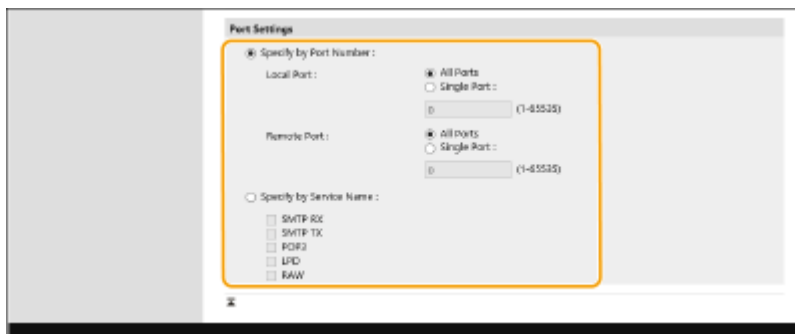 Port Settings
Specify by Port Number :
Local Port : All Ports
Single Port :
0 (1-65535)
Remote Port : All Ports
Single Port :
0 (1-65535)
Specify by Service Name :
SMTP RX
SMTP TX
POP3
LPD
RAW